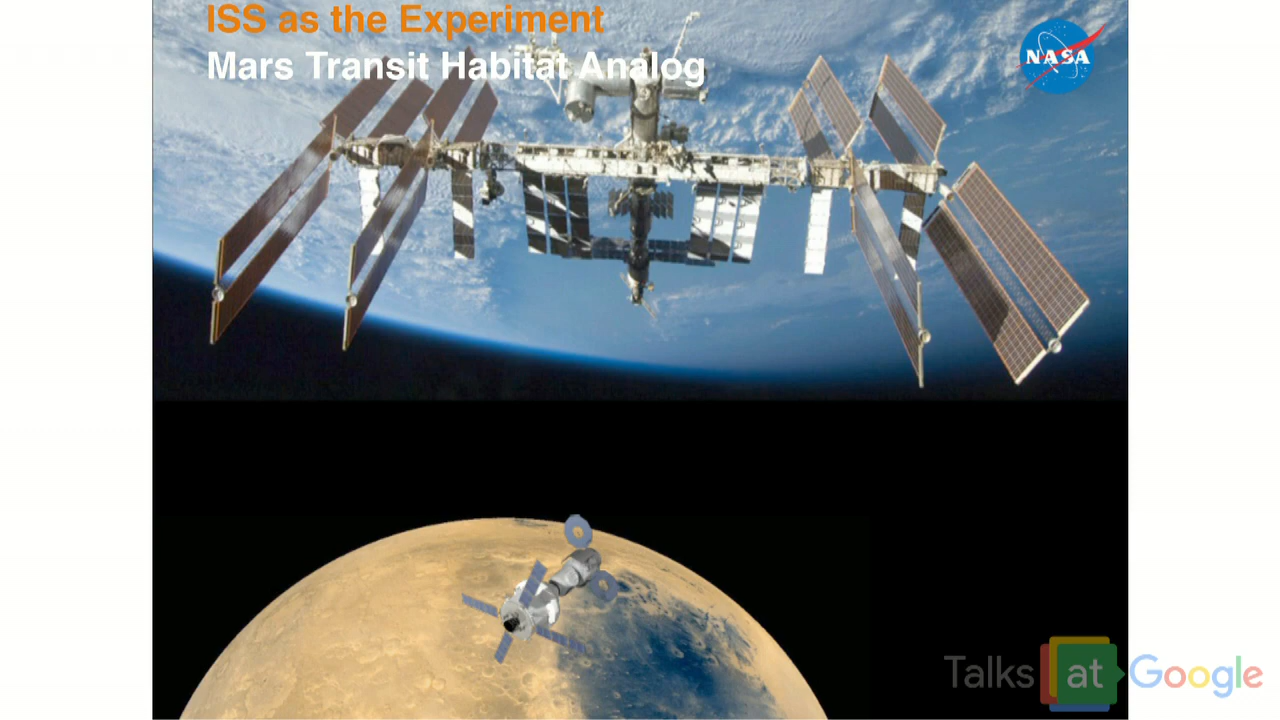 ISS as the Experiment
Mars Transit Habitat Analog
NASA
Talks at Google